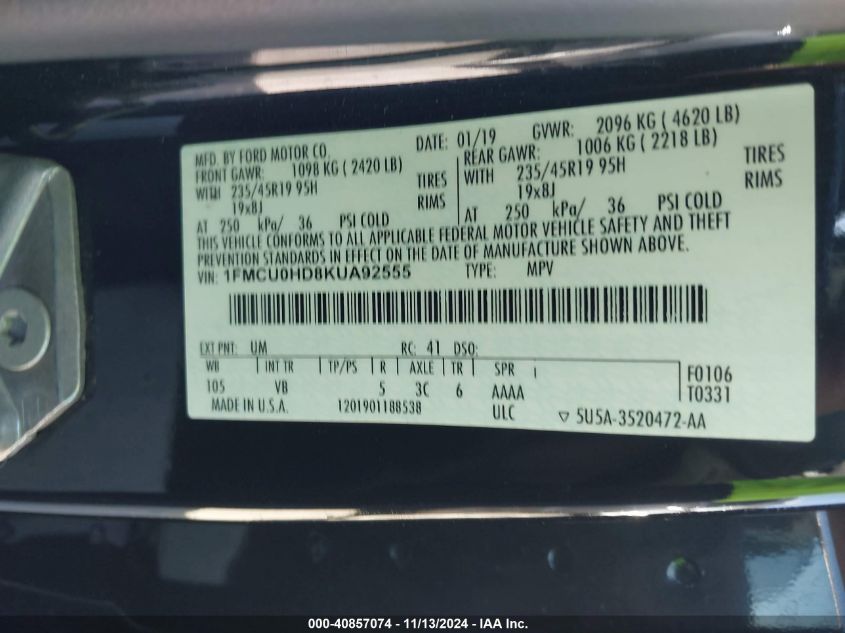 MFD. BY FORD MOTOR CO. DATE: 01/19 GVWR: 2096 KG ( 4620 LB)
FRONT GAWR: 1098 KG ( 2420 LB) REAR GAWR: 1006 KG ( 2218 LB)
WITH 235/45R19 95H TIRES WITH 235/45R19 95H TIRES
19x8J RIMS 19x8J RIMS
AT 250 kPa/ 36 PSI COLD AT 250 kPa/ 36 PSI COLD
THIS VEHICLE CONFORMS TO ALL APPLICABLE FEDERAL MOTOR VEHICLE SAFETY AND THEFT
PREVENTION STANDARDS IN EFFECT ON THE DATE OF MANUFACTURE SHOWN ABOVE.
VIN: 1FMCU0HD8KUA92555 TYPE: MPV
EXT PNT: UM RC: 41 DSO:
WB INT TR TP/PS R AXLE TR SPR F0106
105 VB 5 3C 6 AAAA T0331
MADE IN U.S.A. 1201901188538 ULC ▽ 5U5A-3520472-AA
000-40857074 - 11/13/2024 - IAA Inc.